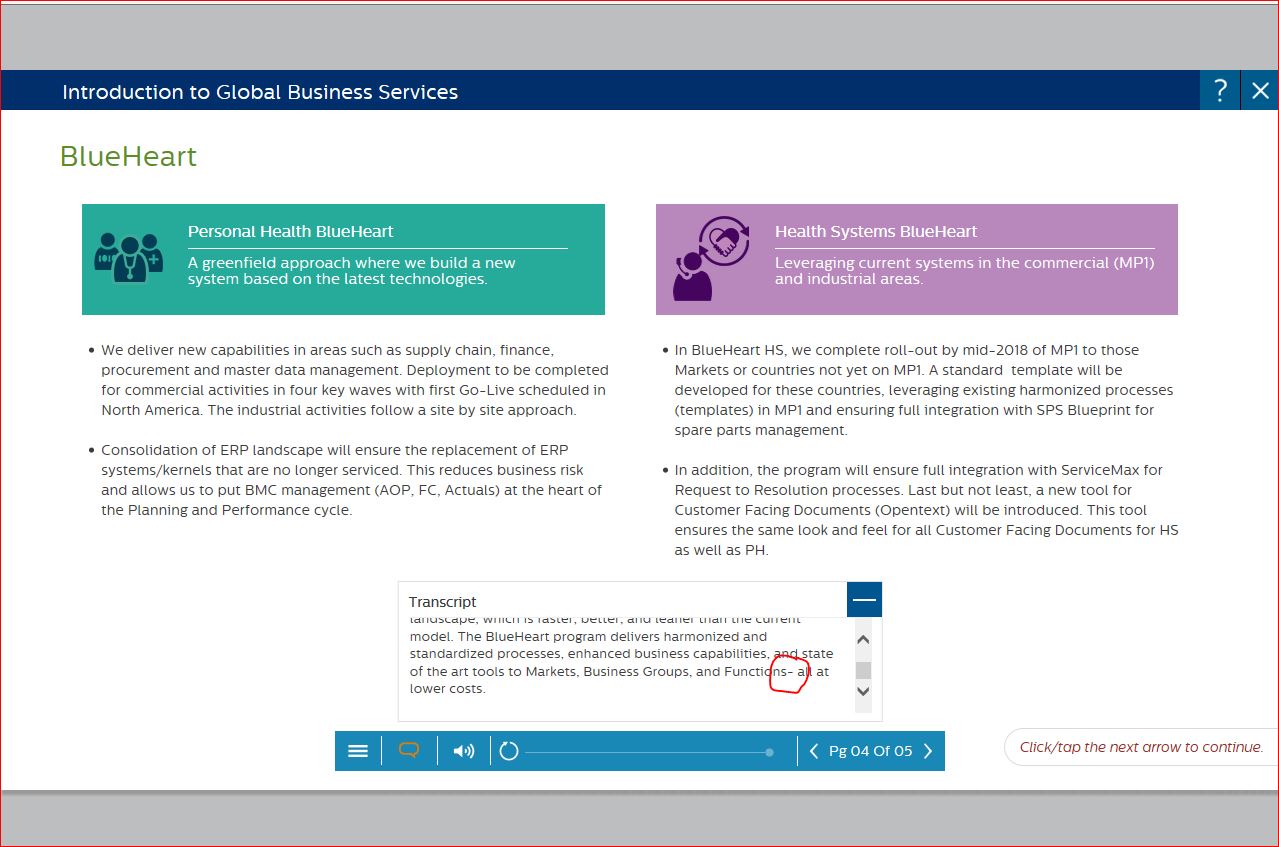 Introduction to Global Business Services
?
BlueHeart
Personal Health BlueHeart
A greenfield approach where we build a new
system based on the latest technologies.
• We deliver new capabilities in areas such as supply chain, finance,
procurement and master data management. Deployment to be completed
for commercial activities in four key waves with first Go-Live scheduled in
North America. The industrial activities follow a site by site approach.
• Consolidation of ERP landscape will ensure the replacement of ERP
systems/kernels that are no longer serviced. This reduces business risk
and allows us to put BMC management (AOP, FC, Actuals) at the heart of
the Planning and Performance cycle.
Health Systems BlueHeart
Leveraging current systems in the commercial (MP1)
and industrial areas.
• In BlueHeart HS, we complete roll-out by mid-2018 of MP1 to those
Markets or countries not yet on MP1. A standard  template will be
developed for these countries, leveraging existing harmonized processes
(templates) in MP1 and ensuring full integration with SPS Blueprint for
spare parts management.
• In addition, the program will ensure full integration with ServiceMax for
Request to Resolution processes. Last but not least, a new tool for
Customer Facing Documents (Opentext) will be introduced. This tool
ensures the same look and feel for all Customer Facing Documents for HS
as well as PH.
Transcript
landscape, which is faster, better, and leaner than the current
model. The BlueHeart program delivers harmonized and
standardized processes, enhanced business capabilities, and state
of the art tools to Markets, Business Groups, and Functions- all at
lower costs.
Pg 04 Of 05
Click/tap the next arrow to continue.